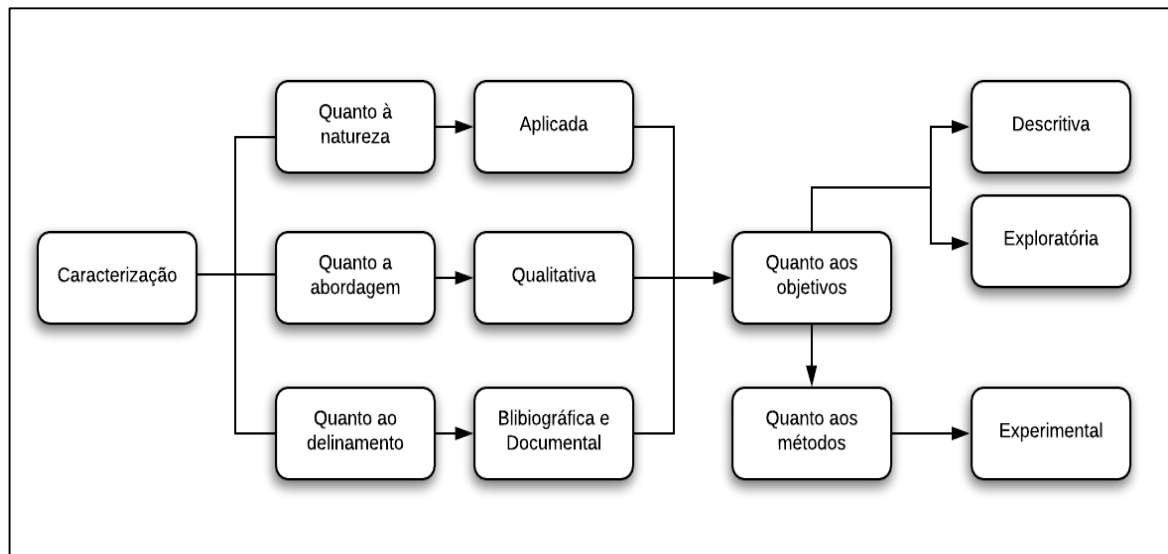 Caracterização
Quanto à
natureza
Aplicada
Quanto a
abordagem
Qualitativa
Quanto ao
delinamento
Blibiográfica e
Documental
Quanto aos
objetivos
Descritiva
Exploratória
Quanto aos
métodos
Experimental